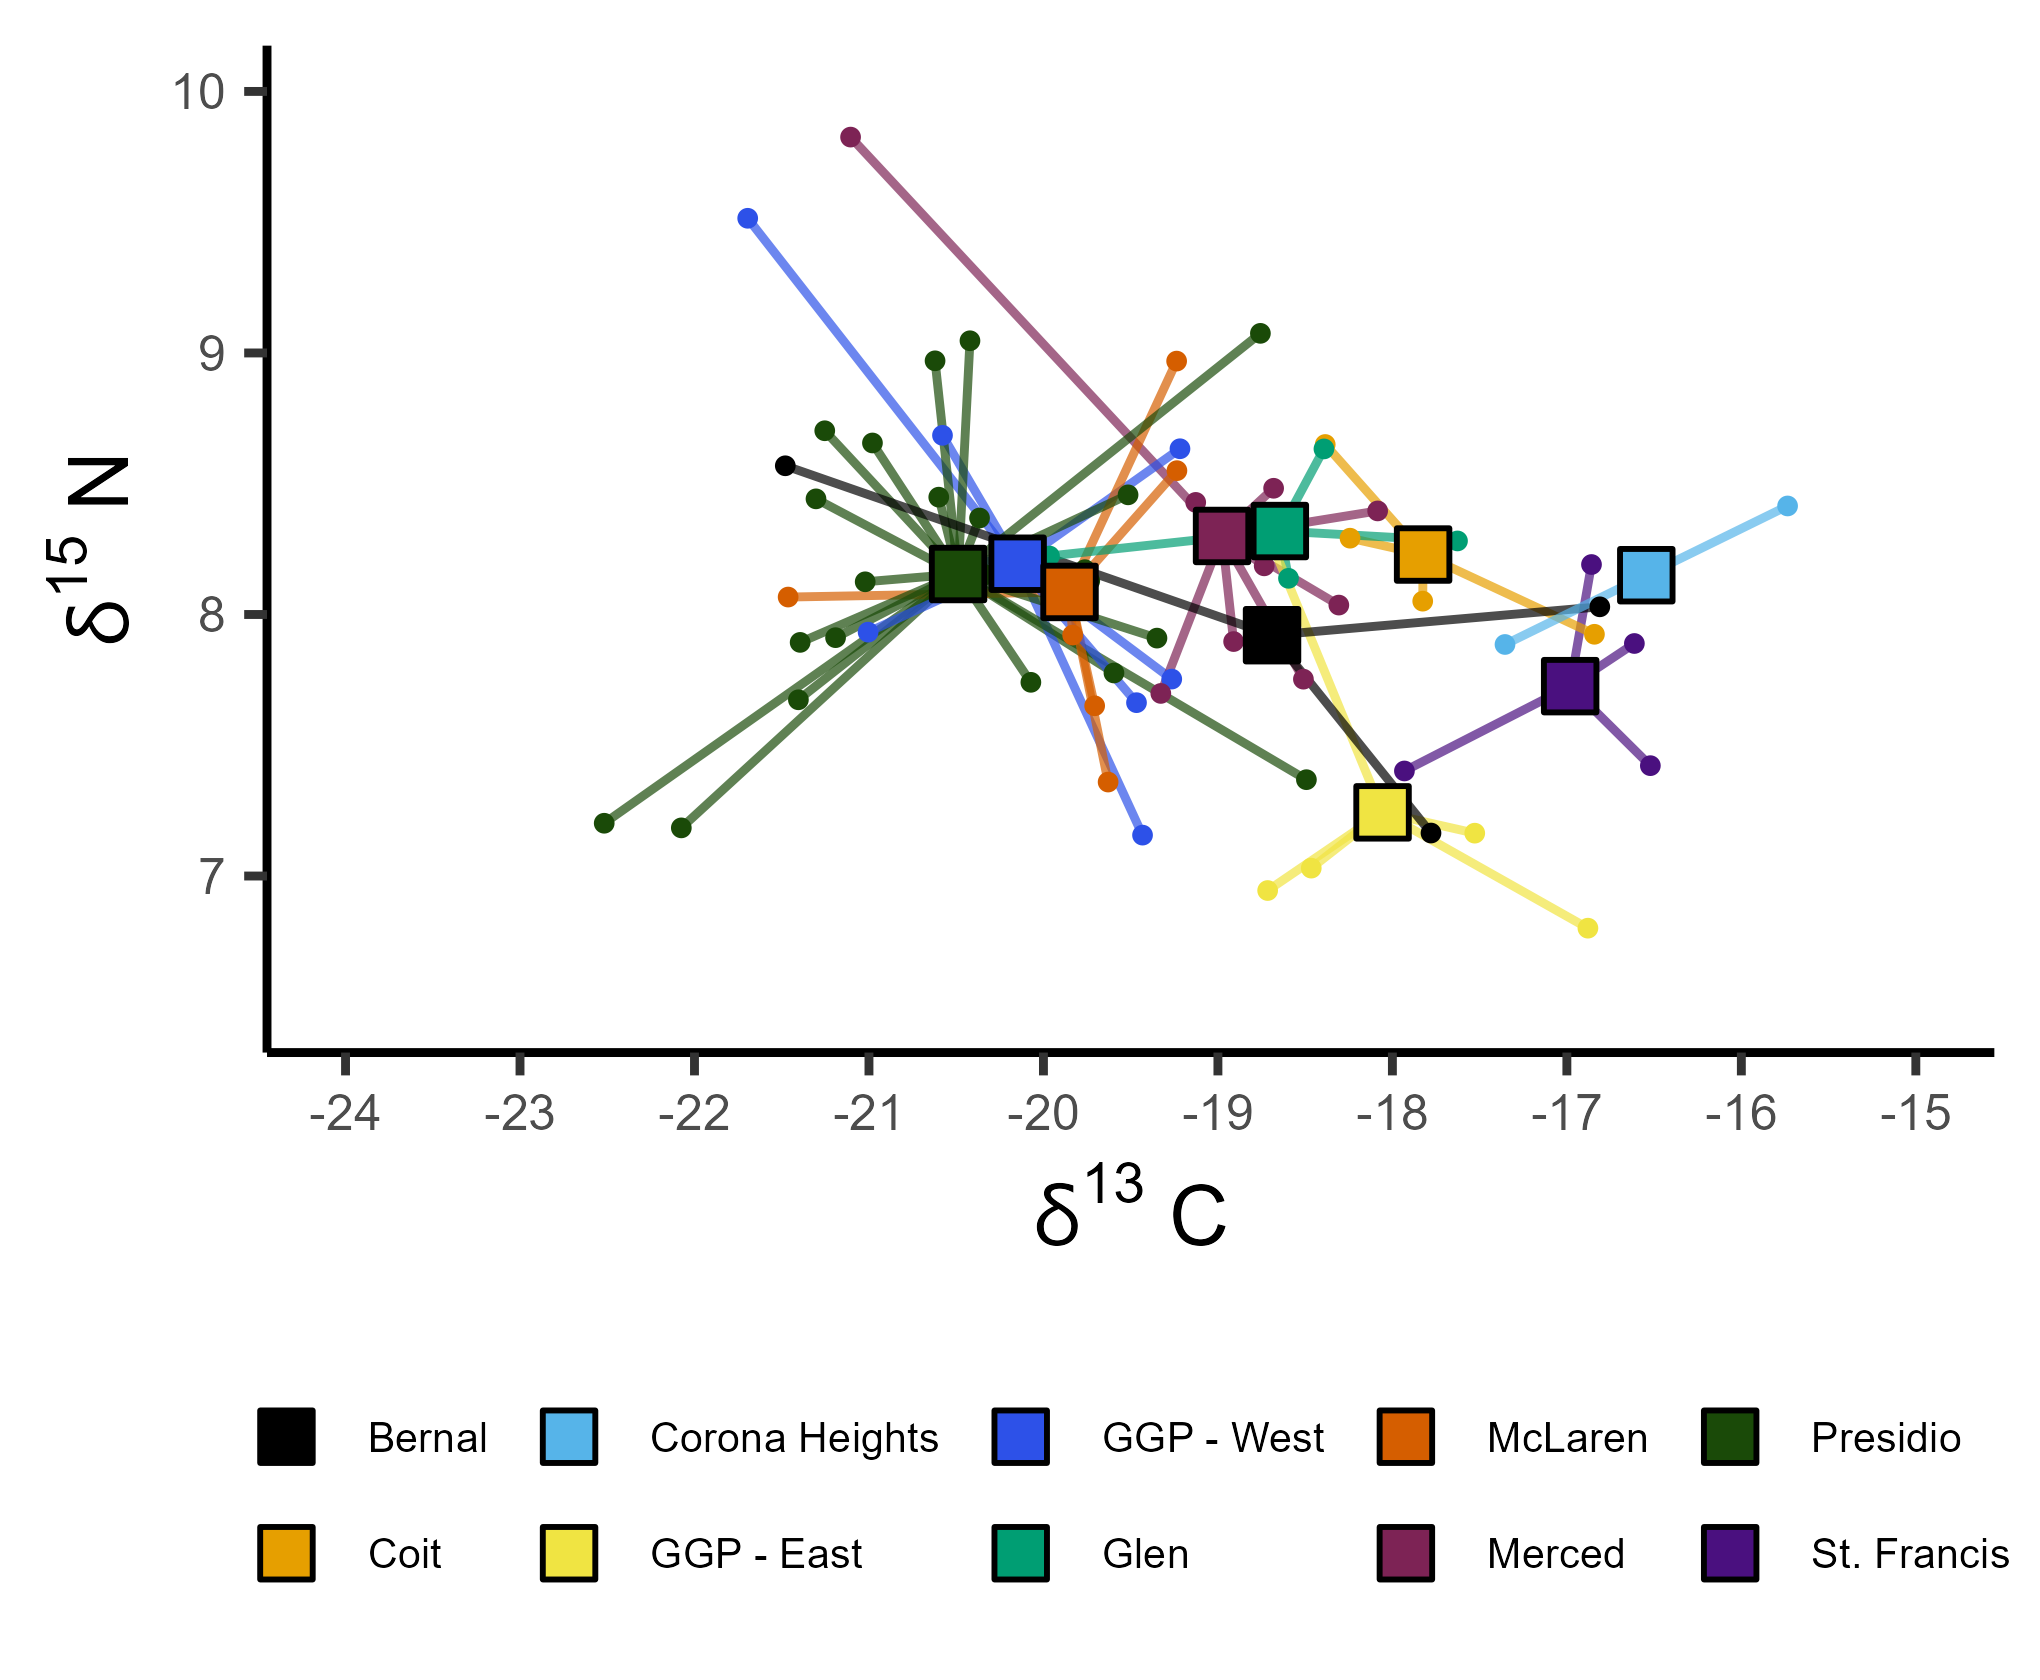 10
9
8
7
δ15 N
-24 -23 -22 -21 -20 -19 -18 -17 -16 -15
δ13 C
Bernal Corona Heights GGP - West McLaren Presidio
Coit GGP - East Glen Merced St. Francis